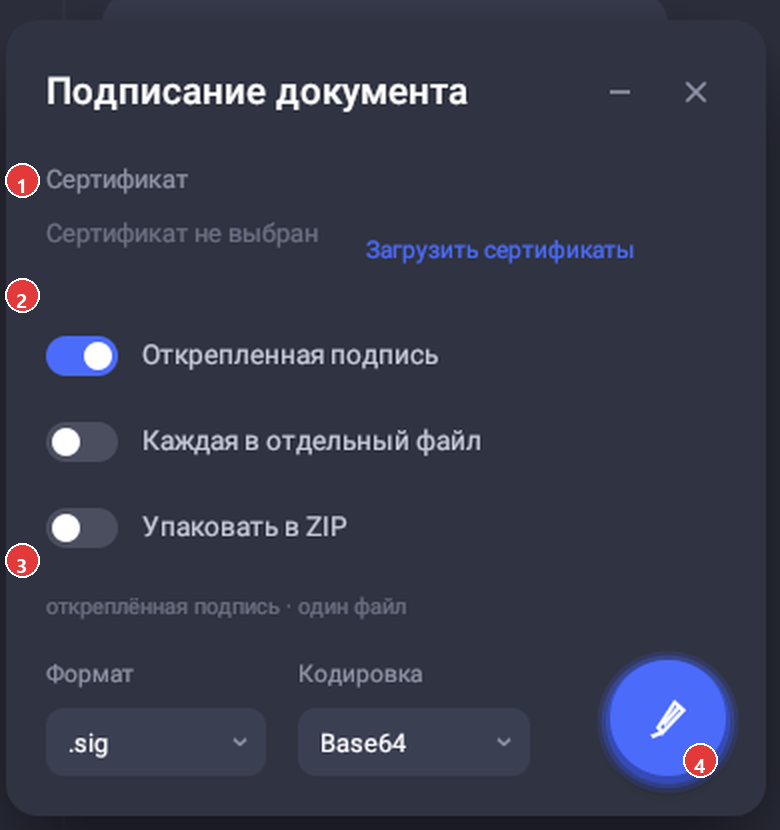 Подписание документа
1 Сертификат
Сертификат не выбран
Загрузить сертификаты
2
Открепленная подпись
Каждая в отдельный файл
Упаковать в ZIP
3
откреплённая подпись · один файл
Формат Кодировка
.sig Base64
4